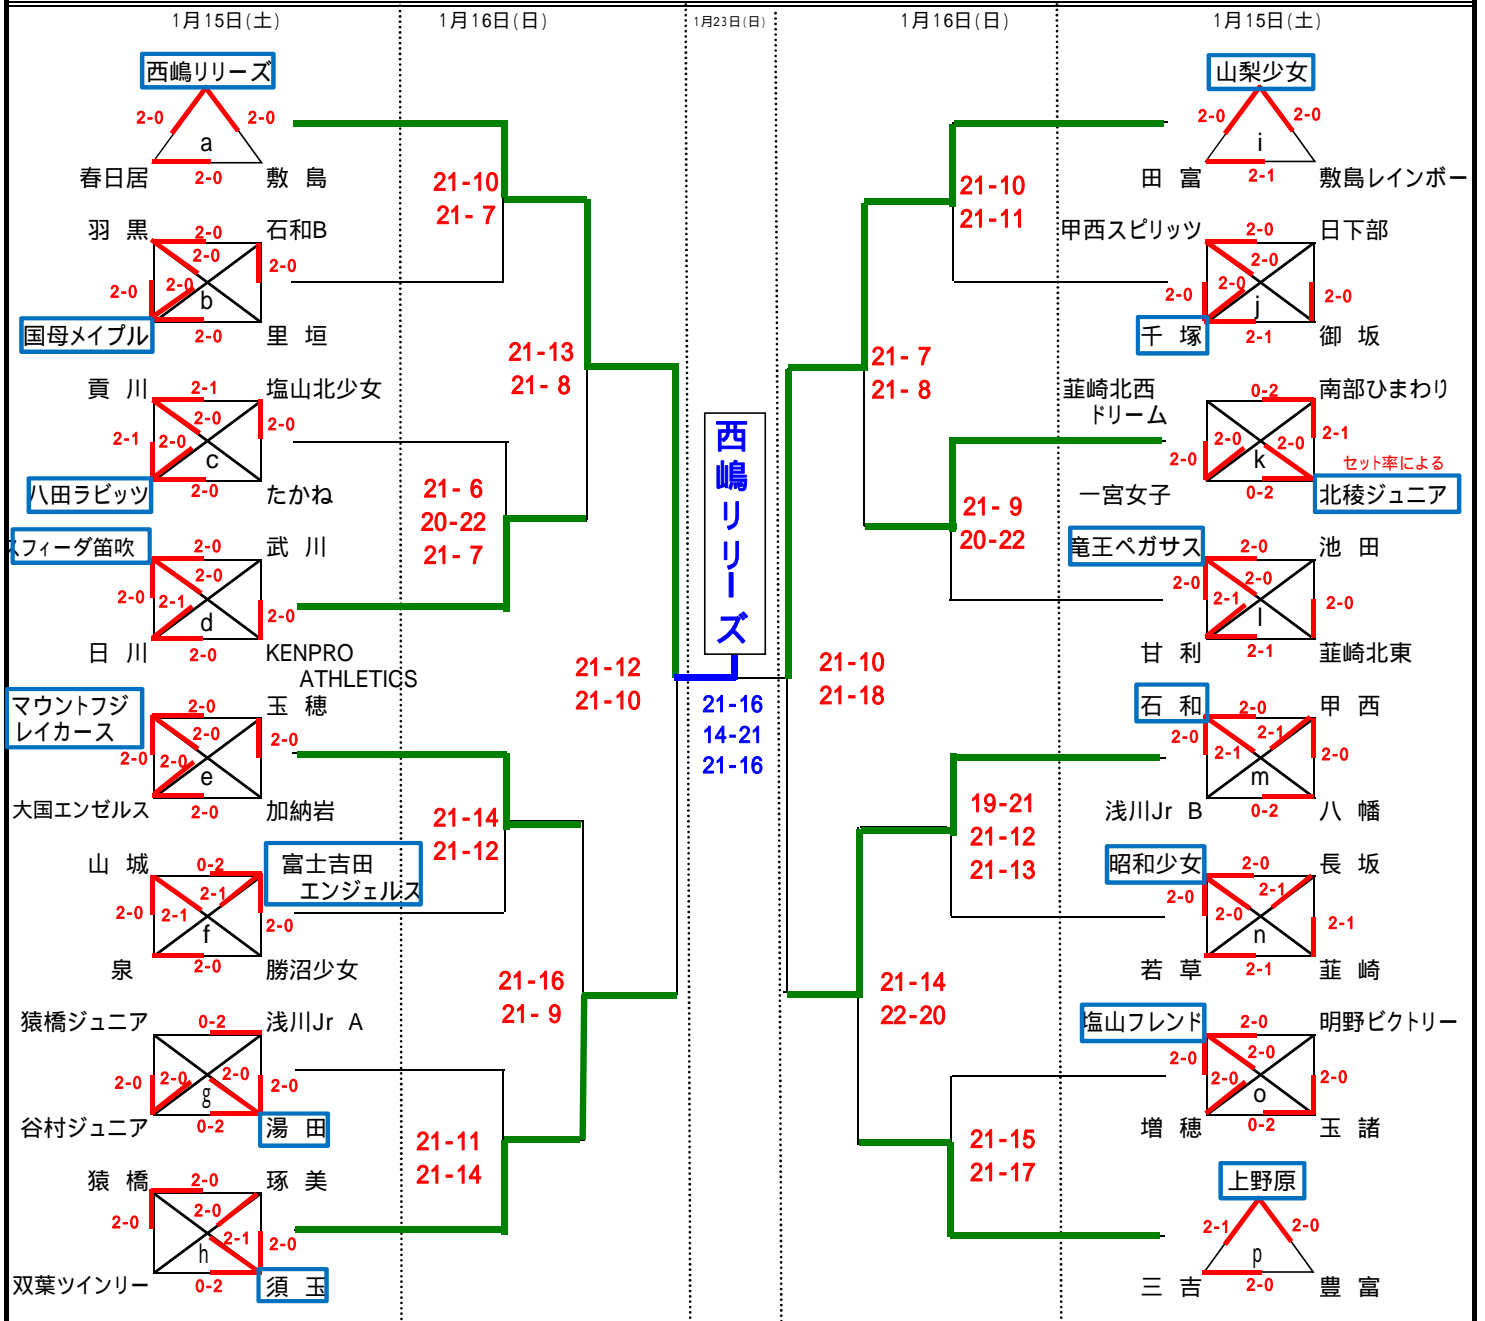 1月15日(土)
1月16日(日)
1月23日(日)
1月16日(日)
1月15日(土)
西嶋リリーズ
2-0
2-0
a
春日居
2-0
敷 島
羽 黒
2-0
石和B
2-0
2-0
2-0
2-0
b
国母メイプル
2-0
里 垣
貢 川
2-1
塩山北少女
2-0
2-0
2-1
2-0
c
八田ラビッツ
2-0
たかね
スフィーダ笛吹
2-0
武 川
2-0
2-0
2-1
2-0
d
日 川
2-0
KENPRO
ATHLETICS
マウントフジ
レイカース
2-0
玉 穂
2-0
2-0
2-0
2-0
e
大国エンゼルス
2-0
加納岩
山 城
0-2
富士吉田
エンジェルス
2-1
2-0
2-1
2-0
f
泉
2-0
勝沼少女
猿橋ジュニア
0-2
浅川Jr A
2-0
2-0
2-0
2-0
g
谷村ジュニア
0-2
湯 田
猿 橋
2-0
琢 美
2-0
2-0
2-1
2-0
h
双葉ツインリー
0-2
須 玉
21-10
21- 7
21-13
21- 8
21- 6
20-22
21- 7
21-12
21-10
21-14
21-12
21-16
21- 9
21-11
21-14
西嶋リリーズ
21-16
14-21
21-16
21-10
21-11
21- 7
21- 8
21- 9
20-22
21-10
21-18
19-21
21-12
21-13
21-14
22-20
21-15
21-17
山梨少女
2-0
2-0
i
田 富
2-1
敷島レインボー
甲西スピリッツ
2-0
日下部
2-0
2-0
2-0
2-0
j
千 塚
2-1
御 坂
韮崎北西
ドリーム
0-2
南部ひまわり
2-0
2-0
2-0
2-1
k
セット率による
一宮女子
0-2
北稜ジュニア
竜王ペガサス
2-0
池 田
2-0
2-0
2-1
2-0
l
甘 利
2-1
韮崎北東
石 和
2-0
甲 西
2-0
2-1
2-1
2-0
m
浅川Jr B
0-2
八 幡
昭和少女
2-0
長 坂
2-1
2-0
2-0
2-1
n
若 草
2-1
韮 崎
塩山フレンド
2-0
明野ビクトリー
2-0
2-0
2-0
2-0
o
増 穂
0-2
玉 諸
上野原
2-1
2-0
p
三 吉
2-0
豊 富